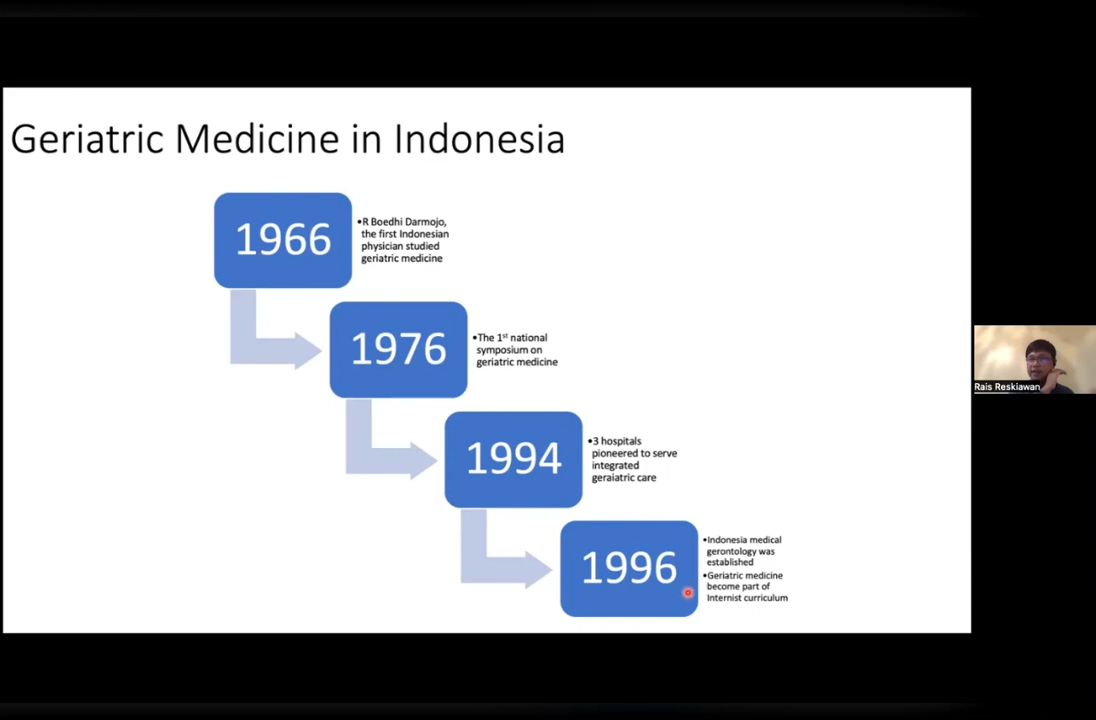 Geriatric Medicine in Indonesia
1966
•R Boedhi Darmojo,
the first Indonesian
physician studied
geriatric medicine
1976
•The 1st national
symposium on
geriatric medicine
1994
•3 hospitals
pioneered to serve
integrated
geraiatric care
1996
•Indonesia medical
gerontology was
established
•Geriatric medicine
become part of
Internist curriculum
Rais Reskiawan